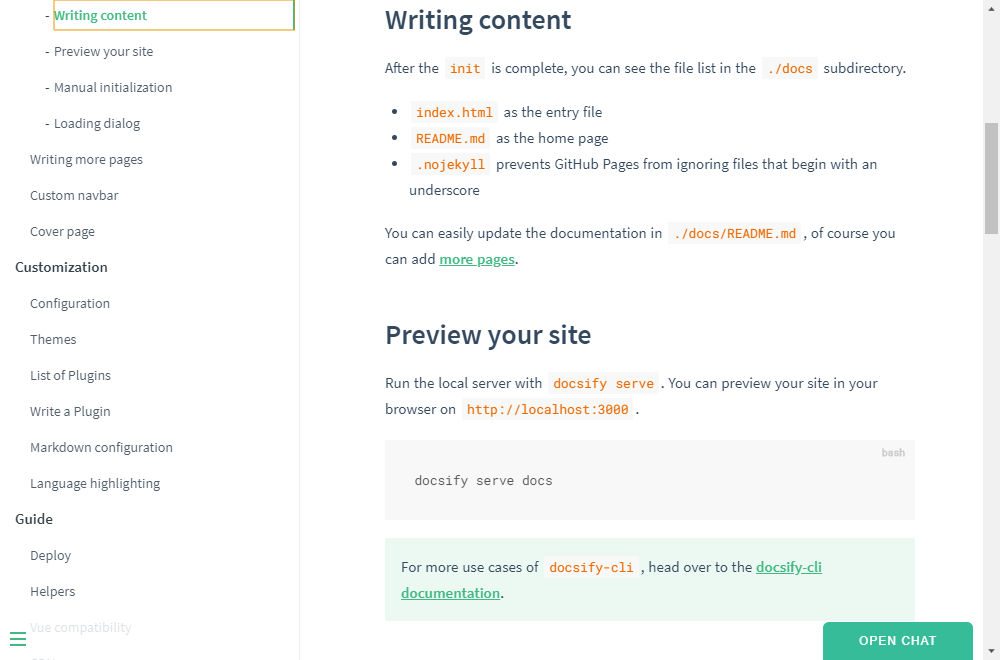 - Writing content
- Preview your site
- Manual initialization
- Loading dialog
Writing more pages
Custom navbar
Cover page
Customization
Configuration
Themes
List of Plugins
Write a Plugin
Markdown configuration
Language highlighting
Guide
Deploy
Helpers
Vue compatibility
Writing content
After the init is complete, you can see the file list in the ./docs subdirectory.
• index.html as the entry file
• README.md as the home page
• .nojekyll prevents GitHub Pages from ignoring files that begin with an
underscore
You can easily update the documentation in ./docs/README.md , of course you
can add more pages.
Preview your site
Run the local server with docsify serve . You can preview your site in your
browser on http://localhost:3000 .
bash
docsify serve docs
For more use cases of docsify-cli , head over to the docsify-cli
documentation.
OPEN CHAT